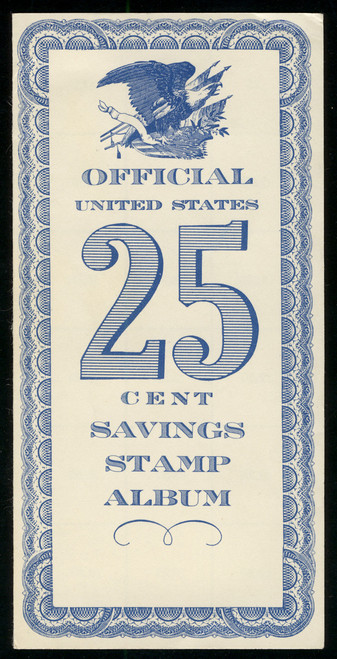 OFFICIAL
UNITED STATES
25
CENT
SAVINGS
STAMP
ALBUM